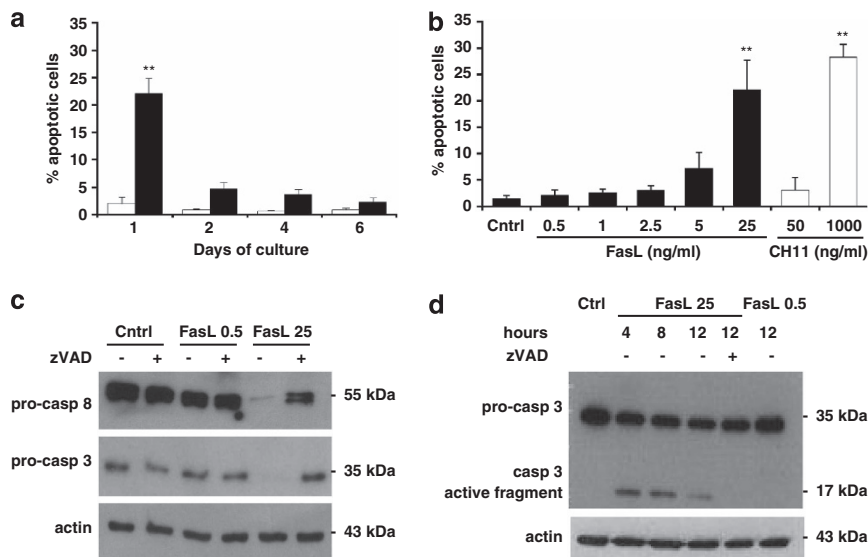 a
% apoptotic cells
35
30
25
20
15
10
5
0
**
1 2 4 6
Days of culture
b
% apoptotic cells
35
30
25
20
15
10
5
0
** **
Cntrl 0.5 1 2.5 5 25 50 1000
FasL (ng/ml) CH11 (ng/ml)
c
Cntrl FasL 0.5 FasL 25
zVAD - + - + - +
pro-casp 8 - 55 kDa
pro-casp 3 - 35 kDa
actin - 43 kDa
d
Ctrl FasL 25 FasL 0.5
hours 4 8 12 12 12
zVAD - - - + -
pro-casp 3 - 35 kDa
casp 3
active fragment - 17 kDa
actin - 43 kDa